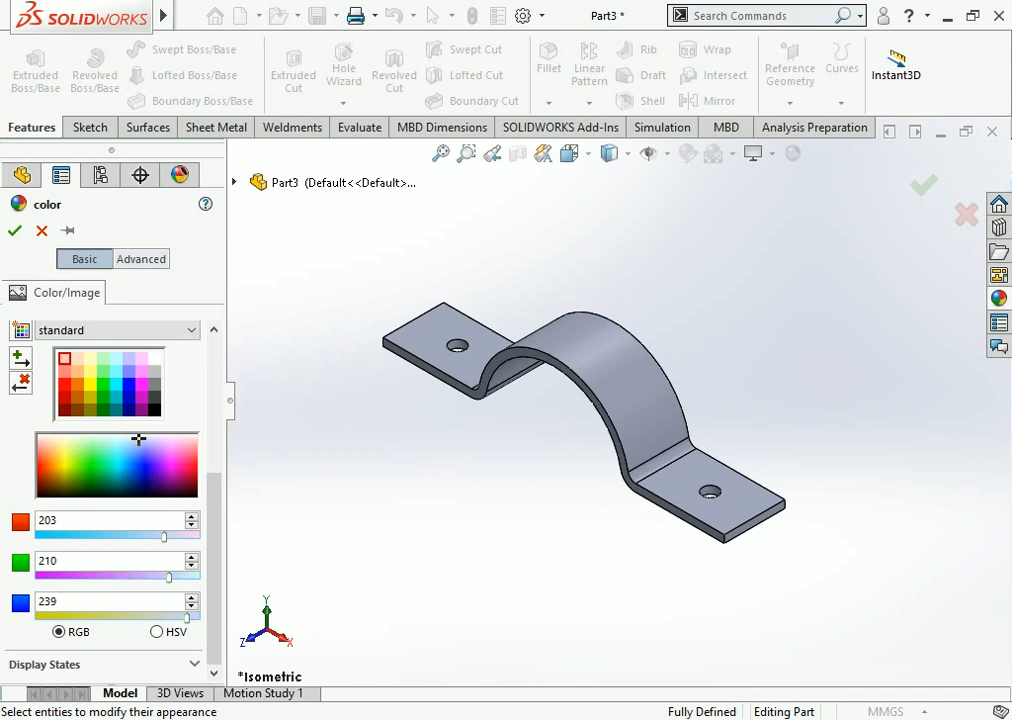 SOLIDWORKS
Part3 *
Search Commands
?
Extruded Boss/Base
Revolved Boss/Base
Swept Boss/Base
Lofted Boss/Base
Boundary Boss/Base
Extruded Cut
Hole Wizard
Revolved Cut
Swept Cut
Lofted Cut
Boundary Cut
Fillet
Linear Pattern
Rib
Draft
Shell
Wrap
Intersect
Mirror
Reference Geometry
Curves
Instant3D
Features
Sketch
Surfaces
Sheet Metal
Weldments
Evaluate
MBD Dimensions
SOLIDWORKS Add-Ins
Simulation
MBD
Analysis Preparation
Part3 (Default<<Default>...
color
?
Basic
Advanced
Color/Image
standard
203
210
239
RGB
HSV
Display States
Y
Z
X
*Isometric
Model
3D Views
Motion Study 1
Select entities to modify their appearance
Fully Defined
Editing Part
MMGS